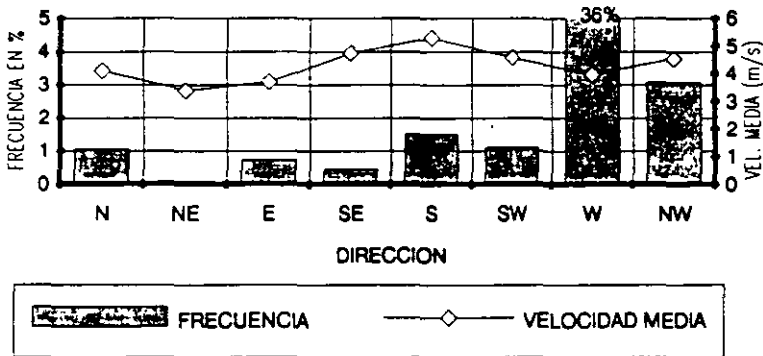 36%
5 4 3 2 1 0
FRECUENCIA EN %
6 5 4 3 2 1 0
VEL. MEDIA (m/s)
N NE E SE S SW W NW
DIRECCION
FRECUENCIA VELOCIDAD MEDIA